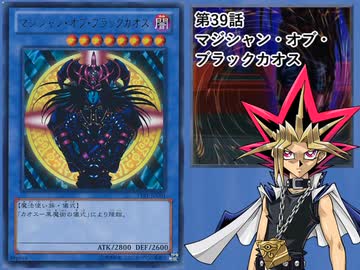 マジシャン・オブ・ブラックカオス
闇
【魔法使い族・儀式】
「カオス－黒魔術の儀式」により降臨。
ATK/2800 DEF/2600
第39話
マジシャン・オブ・
ブラックカオス